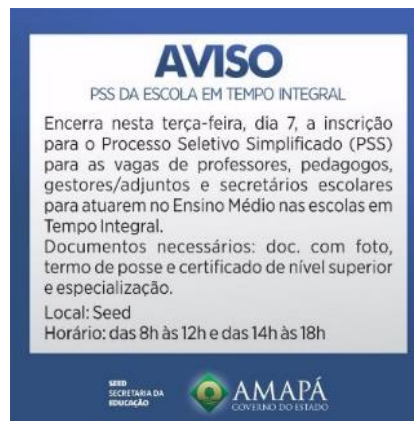 AVISO
PSS DA ESCOLA EM TEMPO INTEGRAL
Encerra nesta terça-feira, dia 7, a inscrição
para o Processo Seletivo Simplificado (PSS)
para as vagas de professores, pedagogos,
gestores/adjuntos e secretários escolares
para atuarem no Ensino Médio nas escolas em
Tempo Integral.
Documentos necessários: doc. com foto,
termo de posse e certificado de nível superior
e especialização.
Local: Seed
Horário: das 8h às 12h e das 14h às 18h
SEED
SECRETARIA DA
EDUCAÇÃO
AMAPÁ
GOVERNO DO ESTADO